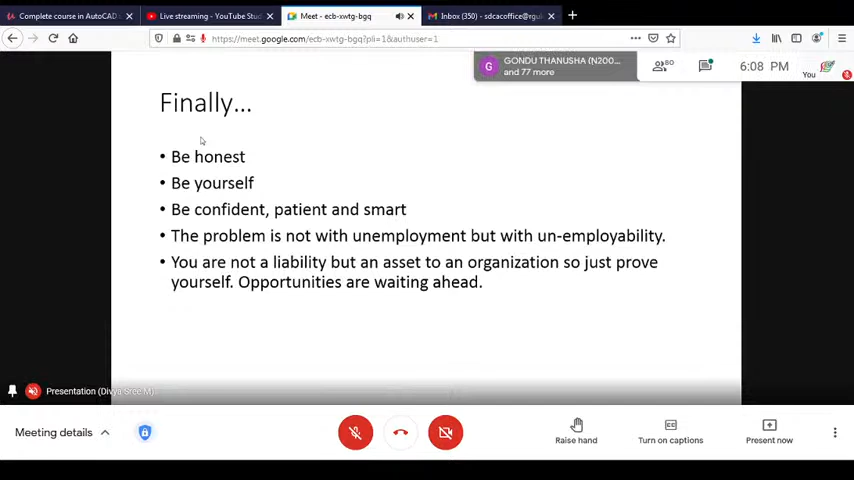 Complete course in AutoCAD
Live streaming - YouTube Stud
Meet - ecb-xwtg-bgq
Inbox (350) - sdcacoffice@rgu
https://meet.google.com/ecb-xwtg-bgq?pli=1&authuser=1
GONDU THANUSHA (N200...
and 77 more
BO
6:08 PM
You
Finally...
• Be honest
• Be yourself
• Be confident, patient and smart
• The problem is not with unemployment but with un-employability.
• You are not a liability but an asset to an organization so just prove
yourself. Opportunities are waiting ahead.
Presentation (Divya Sree M)
Meeting details
Raise hand
Turn on captions
Present now